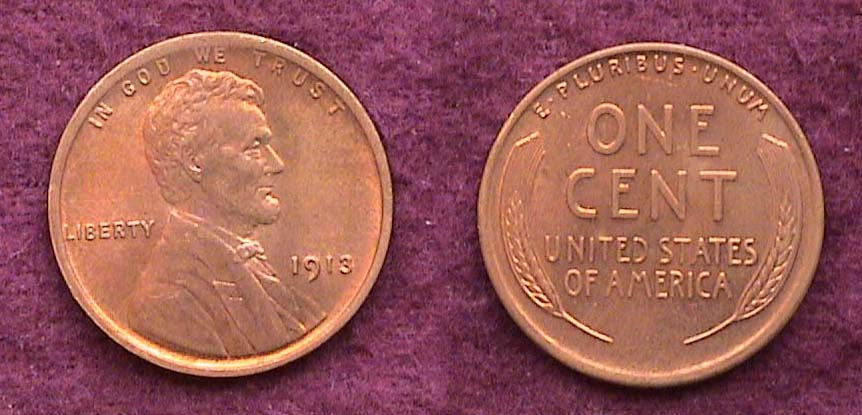 IN GOD WE TRUST
LIBERTY
1913
E·PLURIBUS·UNUM
ONE
CENT
UNITED STATES
OF AMERICA